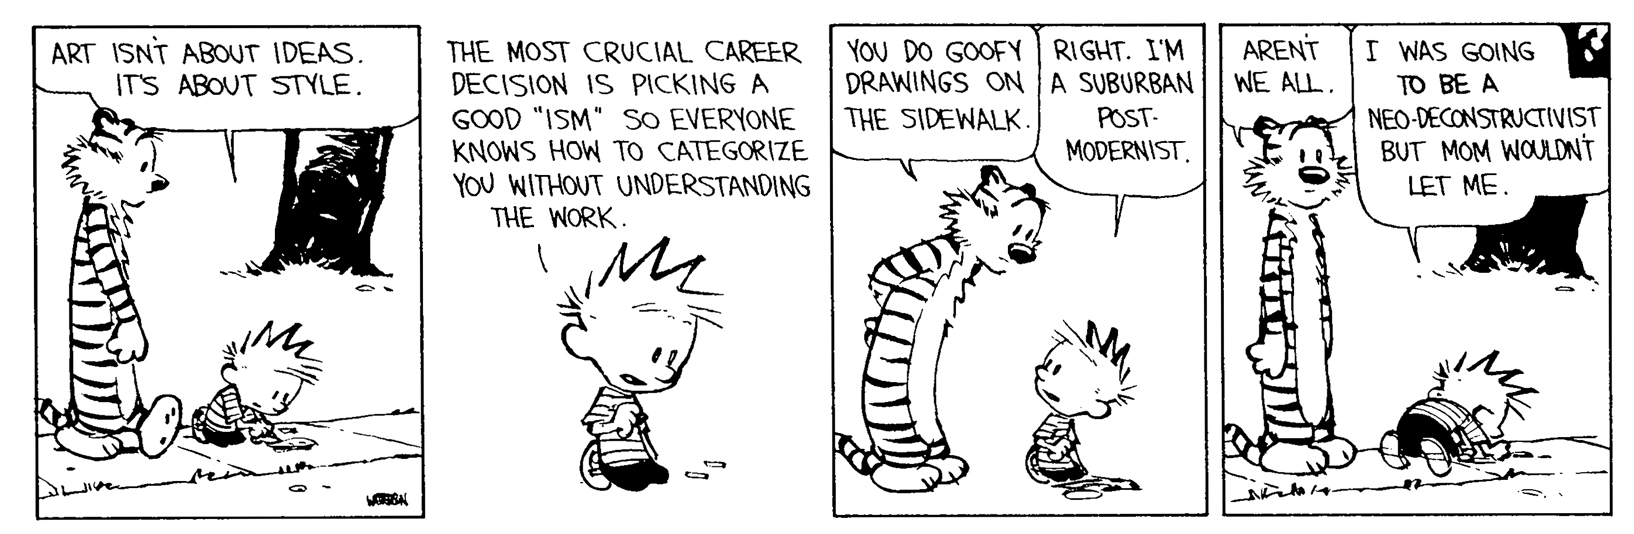 ART ISN'T ABOUT IDEAS.
IT'S ABOUT STYLE.
THE MOST CRUCIAL CAREER
DECISION IS PICKING A
GOOD "ISM" SO EVERYONE
KNOWS HOW TO CATEGORIZE
YOU WITHOUT UNDERSTANDING
THE WORK.
YOU DO GOOFY
DRAWINGS ON
THE SIDEWALK.
RIGHT. I'M
A SUBURBAN
POST-
MODERNIST.
AREN'T
WE ALL.
I WAS GOING
TO BE A
NEO-DECONSTRUCTIVIST
BUT MOM WOULDN'T
LET ME.
WATTERSON